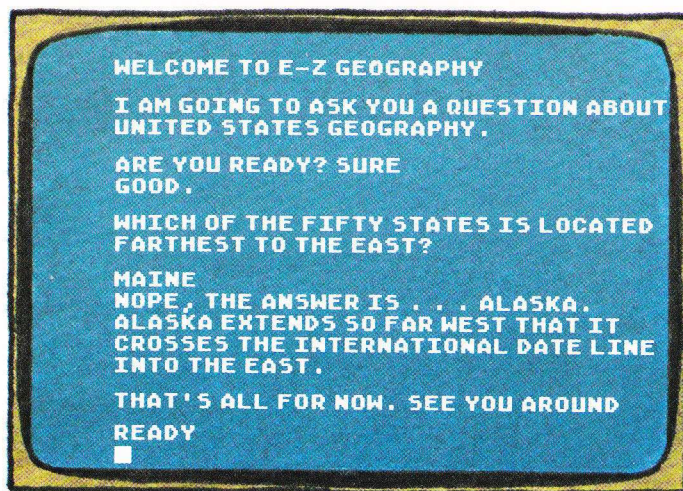 WELCOME TO E-Z GEOGRAPHY
I AM GOING TO ASK YOU A QUESTION ABOUT
UNITED STATES GEOGRAPHY.
ARE YOU READY? SURE
GOOD.
WHICH OF THE FIFTY STATES IS LOCATED
FARTHEST TO THE EAST?
MAINE
NOPE, THE ANSWER IS . . . ALASKA.
ALASKA EXTENDS SO FAR WEST THAT IT
CROSSES THE INTERNATIONAL DATE LINE
INTO THE EAST.
THAT'S ALL FOR NOW. SEE YOU AROUND
READY